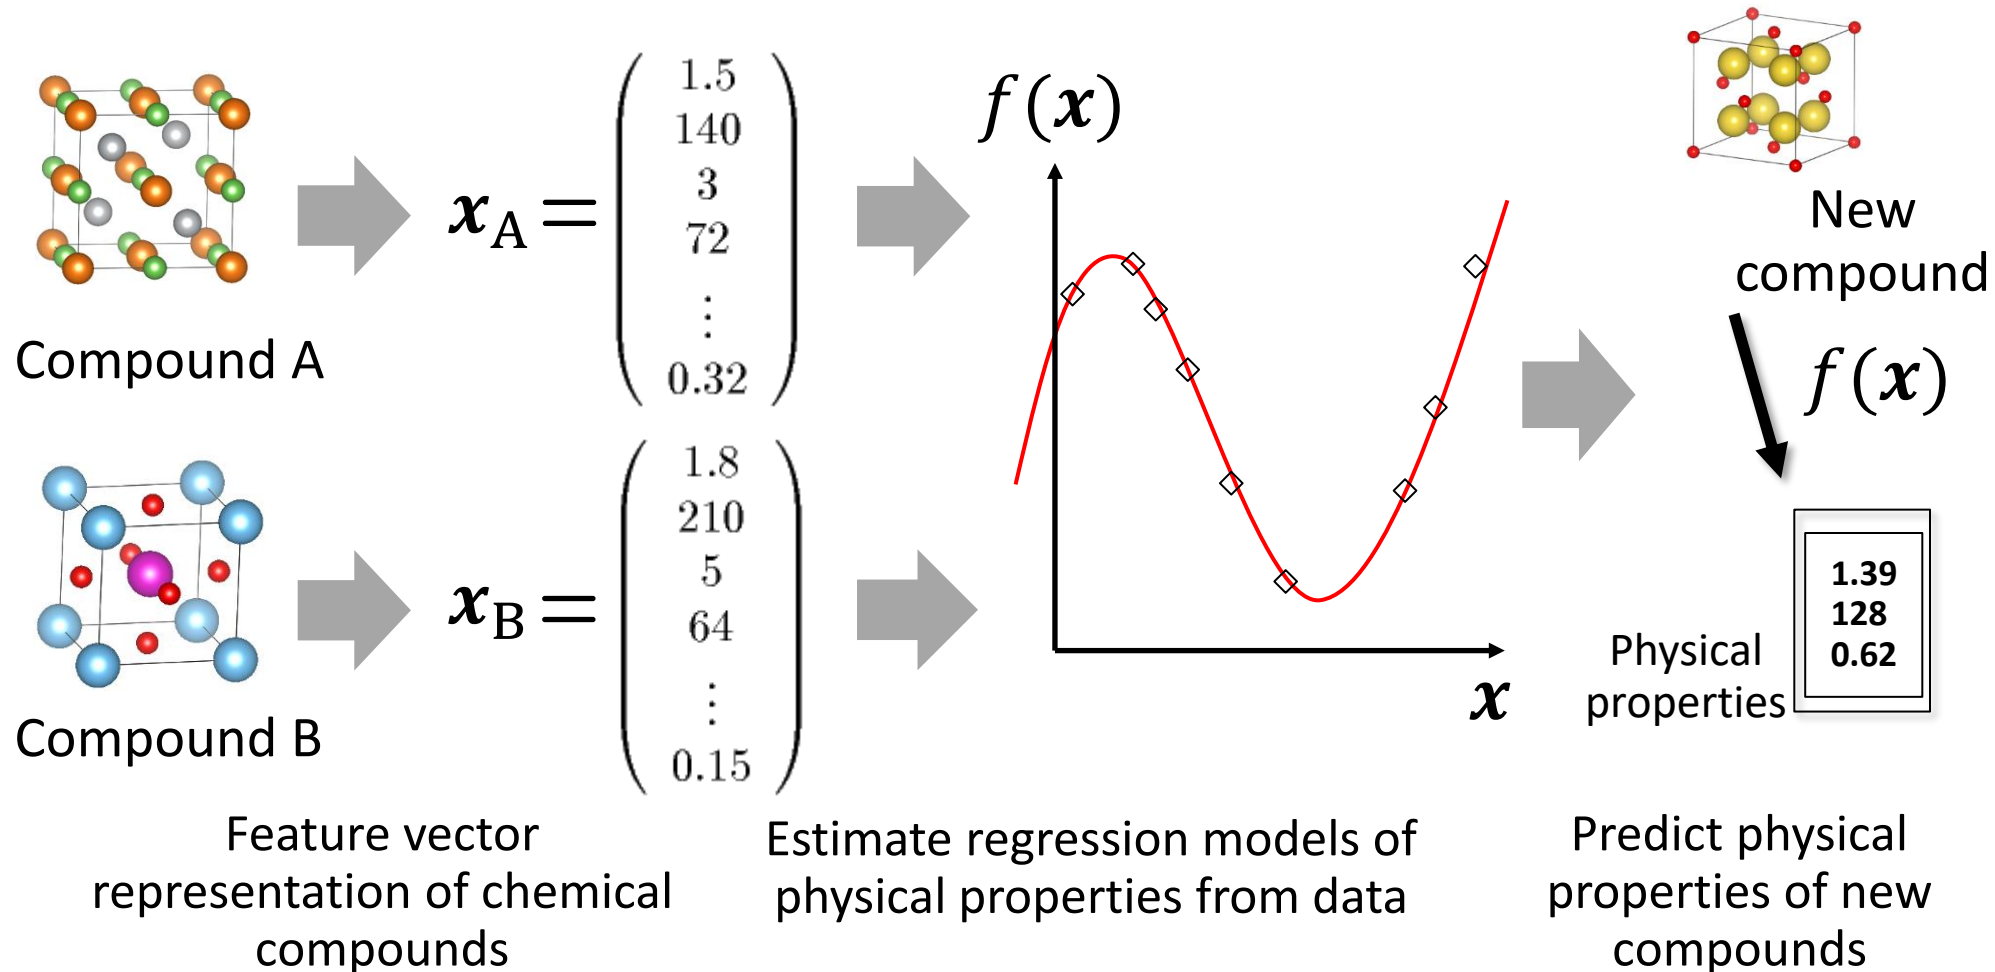 Compound A
𝒙A =
1.5
140
3
72
⋮
0.32
Compound B
𝒙B =
1.8
210
5
64
⋮
0.15
Feature vector
representation of chemical
compounds
f(𝒙)
𝒙
Estimate regression models of
physical properties from data
New
compound
f(𝒙)
Physical
properties
1.39
128
0.62
Predict physical
properties of new
compounds